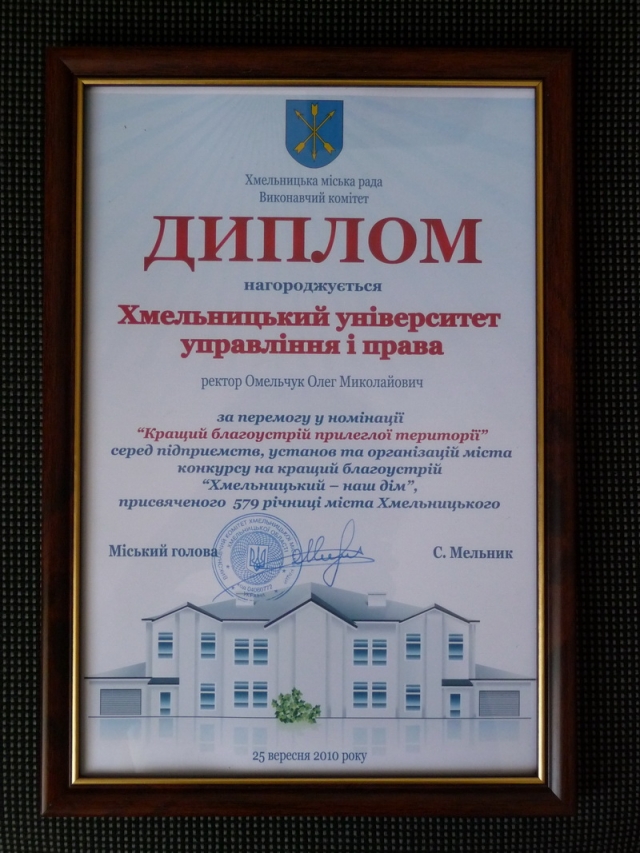 Хмельницька міська рада
Виконавчий комітет
ДИПЛОМ
нагороджується
Хмельницький університет
управління і права
ректор Омельчук Олег Миколайович
за перемогу у номінації
“Кращий благоустрій прилеглої території”
серед підприємств, установ та організацій міста
конкурсу на кращий благоустрій
“Хмельницький – наш дім”,
присвяченого 579 річниці міста Хмельницького
Міський голова
С. Мельник
25 вересня 2010 року